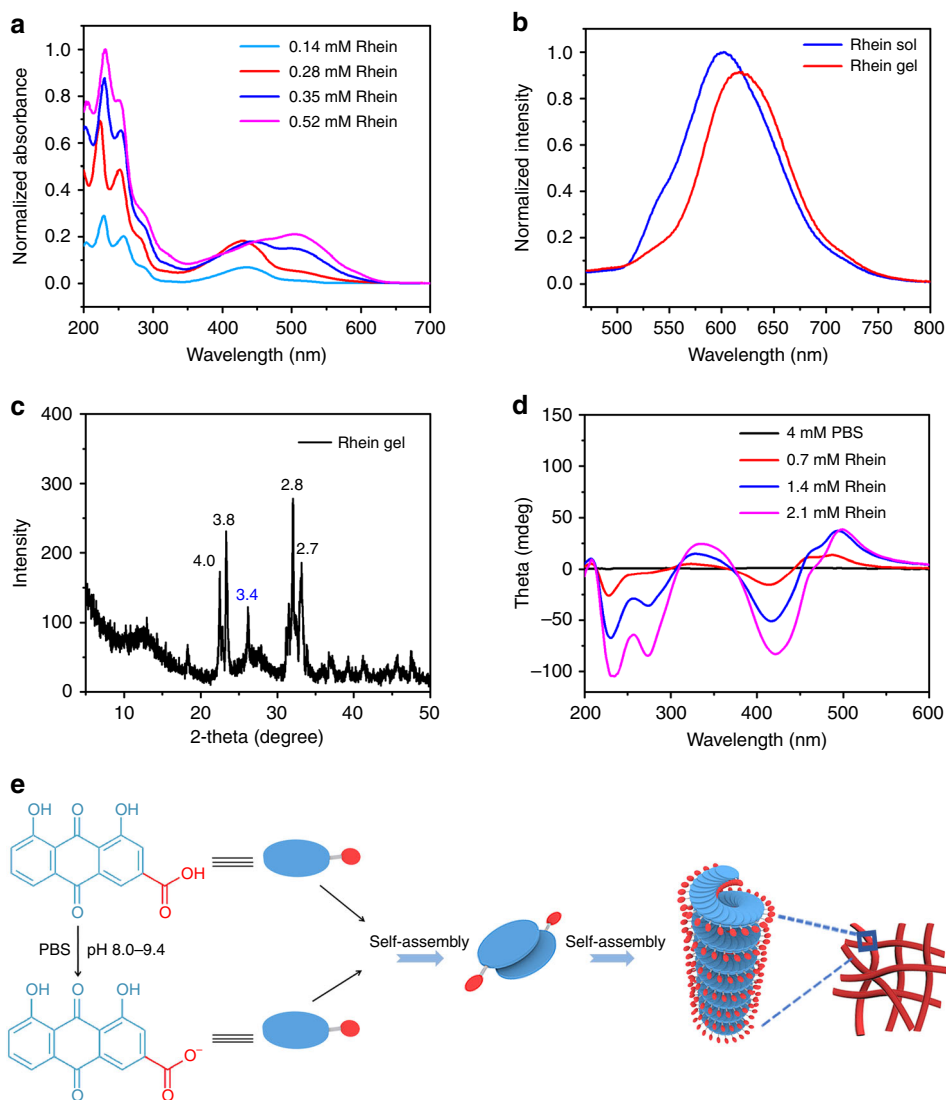 a
0.14 mM Rhein
0.28 mM Rhein
0.35 mM Rhein
0.52 mM Rhein
Normalized absorbance
1.0
0.8
0.6
0.4
0.2
0.0
200 300 400 500 600 700
Wavelength (nm)
b
Rhein sol
Rhein gel
Normalized intensity
1.0
0.8
0.6
0.4
0.2
0.0
500 550 600 650 700 750 800
Wavelength (nm)
c
Rhein gel
Intensity
400
300
200
100
0
4.0
3.8
3.4
2.8
2.7
10 20 30 40 50
2-theta (degree)
d
4 mM PBS
0.7 mM Rhein
1.4 mM Rhein
2.1 mM Rhein
Theta (mdeg)
150
100
50
0
−50
−100
200 300 400 500 600
Wavelength (nm)
e
OH O OH
OH
O O
PBS pH 8.0–9.4
Self-assembly Self-assembly
OH O OH
O−
O O